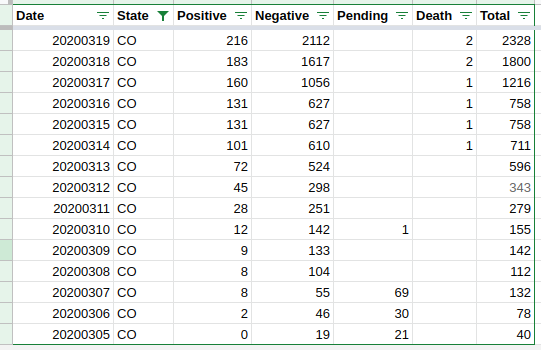 Date State Positive Negative Pending Death Total
20200319 CO 216 2112 2 2328
20200318 CO 183 1617 2 1800
20200317 CO 160 1056 1 1216
20200316 CO 131 627 1 758
20200315 CO 131 627 1 758
20200314 CO 101 610 1 711
20200313 CO 72 524 596
20200312 CO 45 298 343
20200311 CO 28 251 279
20200310 CO 12 142 1 155
20200309 CO 9 133 142
20200308 CO 8 104 112
20200307 CO 8 55 69 132
20200306 CO 2 46 30 78
20200305 CO 0 19 21 40